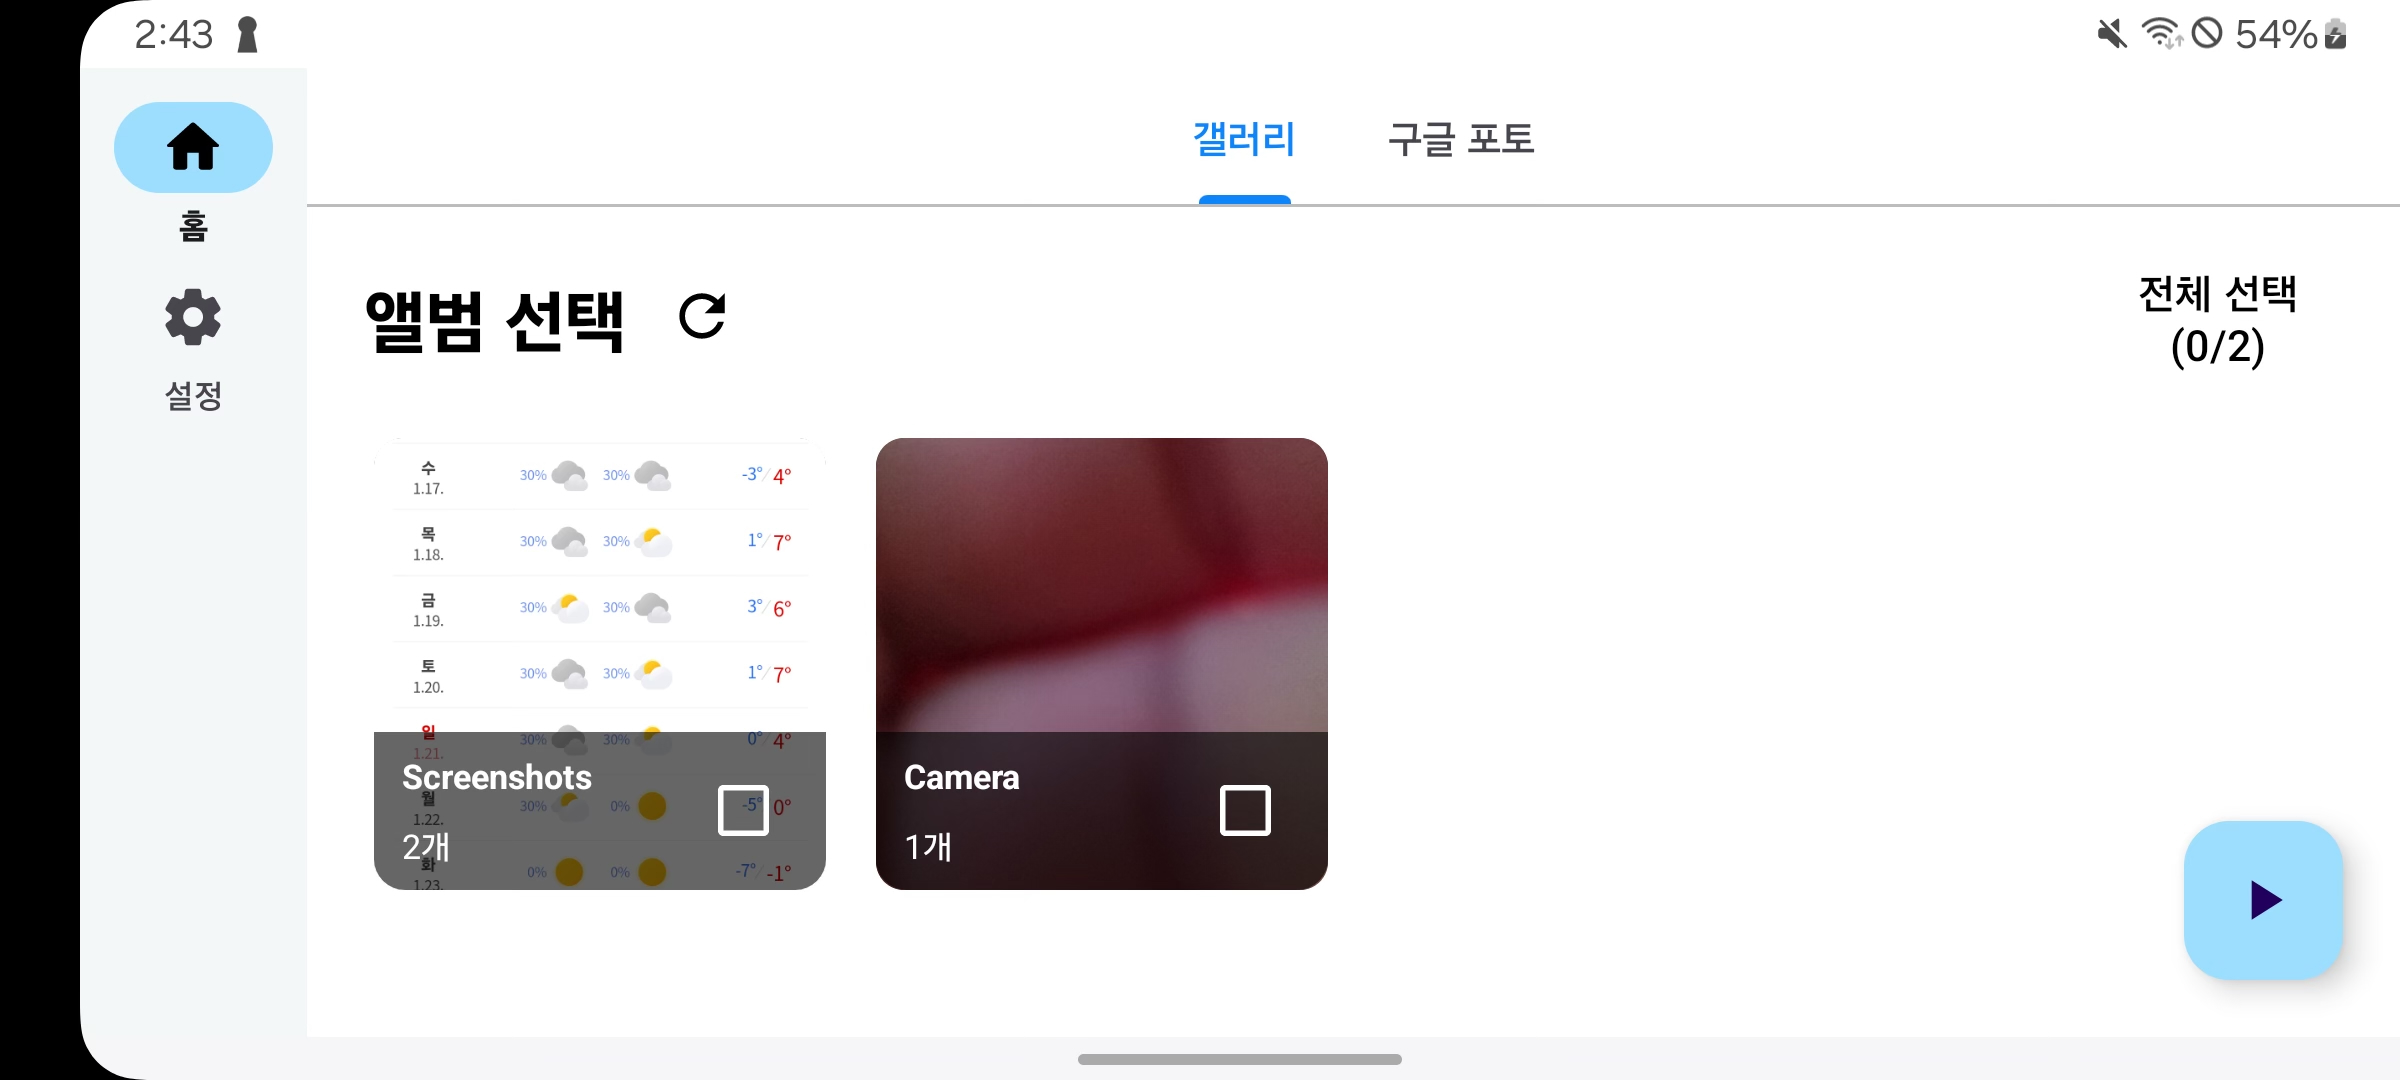 2:43
54%
홈
설정
갤러리
구글 포토
앨범 선택
전체 선택
(0/2)
수
1.17.
30%
30%
-3°/4°
목
1.18.
30%
30%
1°/7°
금
1.19.
30%
30%
3°/6°
토
1.20.
30%
30%
1°/7°
일
1.21.
30%
30%
0°/4°
Screenshots
월
1.22.
30%
0%
-5°
0°
2개
화
1.23.
0%
0%
-7°/-1°
Camera
1개